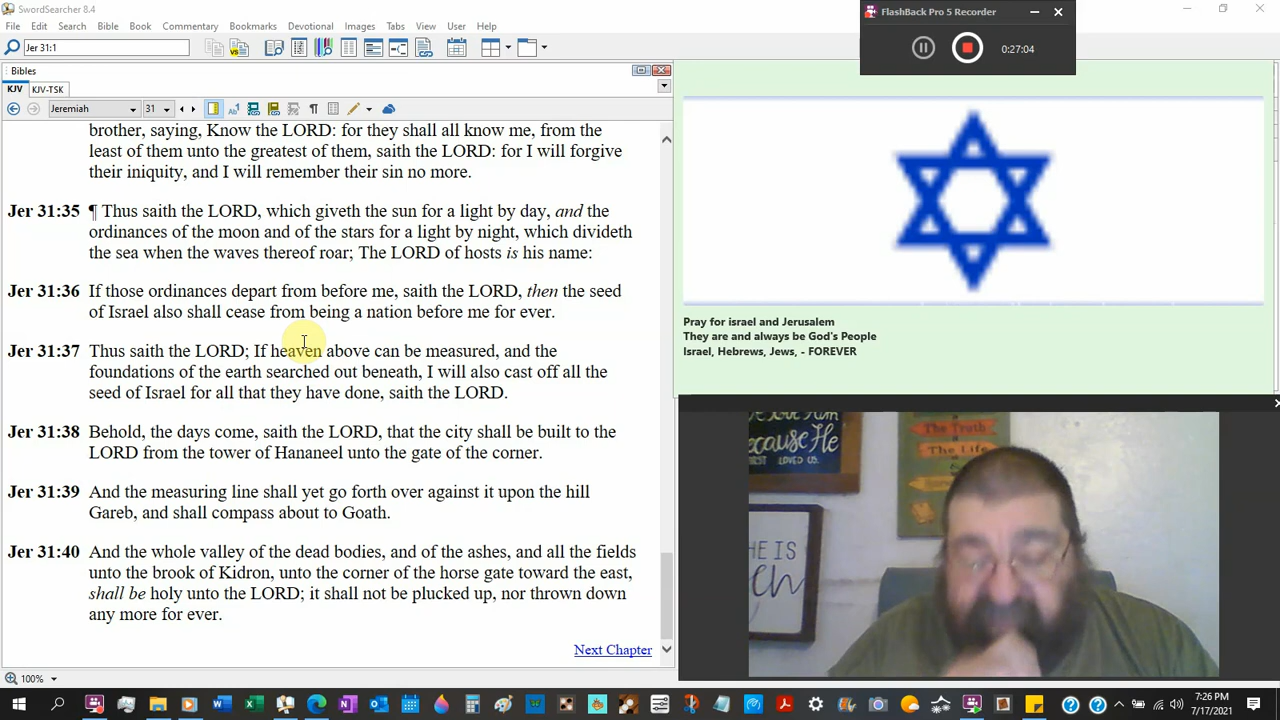 SwordSearcher 8.4
FlashBack Pro 5 Recorder
File Edit Search Bible Book Library Commentary Bookmarks Devotional Images Tabs View User Help
Jer 31:1
0:27:04
Bibles
KJV KJV-TSK
Jeremiah 31
brother, saying, Know the LORD: for they shall all know me, from the
least of them unto the greatest of them, saith the LORD: for I will forgive
their iniquity, and I will remember their sin no more.
Jer 31:35 ¶ Thus saith the LORD, which giveth the sun for a light by day, and the
ordinances of the moon and of the stars for a light by night, which divideth
the sea when the waves thereof roar; The LORD of hosts is his name:
Jer 31:36 If those ordinances depart from before me, saith the LORD, then the seed
of Israel also shall cease from being a nation before me for ever.
Jer 31:37 Thus saith the LORD; If heaven above can be measured, and the
foundations of the earth searched out beneath, I will also cast off all the
seed of Israel for all that they have done, saith the LORD.
Jer 31:38 Behold, the days come, saith the LORD, that the city shall be built to the
LORD from the tower of Hananeel unto the gate of the corner.
Jer 31:39 And the measuring line shall yet go forth over against it upon the hill
Gareb, and shall compass about to Goath.
Jer 31:40 And the whole valley of the dead bodies, and of the ashes, and all the fields
unto the brook of Kidron, unto the corner of the horse gate toward the east,
shall be holy unto the LORD; it shall not be plucked up, nor thrown down
any more for ever.
Next Chapter
100%
Pray for israel and Jerusalem
They are and always be God's People
Israel, Hebrews, Jews, - FOREVER
because He
LOVED US.
The Truth
The Life
HE IS
7:26 PM
7/17/2021